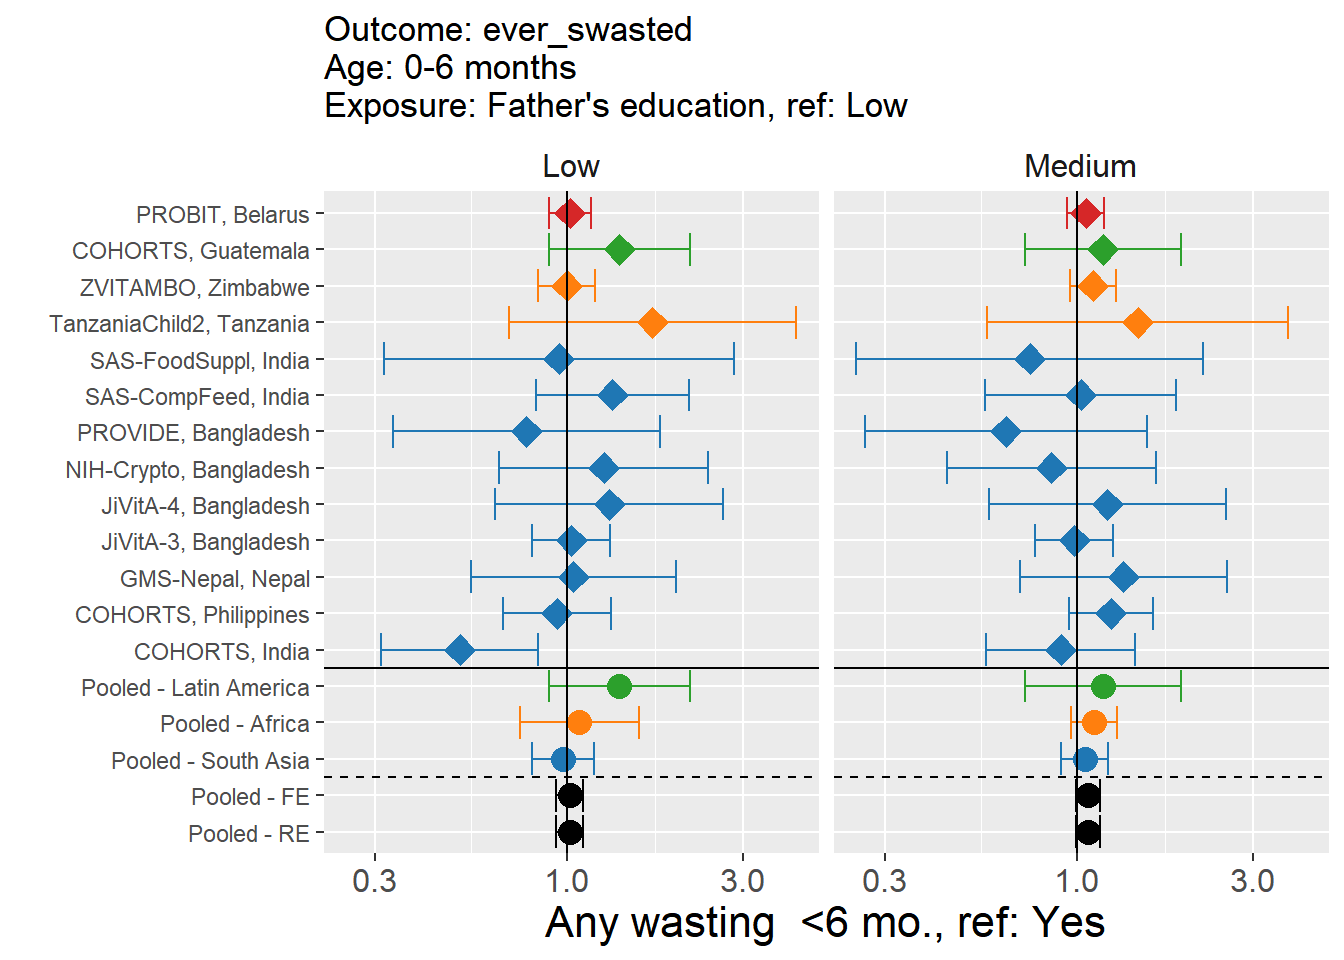 Outcome: ever_swasted
Age: 0-6 months
Exposure: Father's education, ref: Low
Low
Medium
PROBIT, Belarus
COHORTS, Guatemala
ZVITAMBO, Zimbabwe
TanzaniaChild2, Tanzania
SAS-FoodSuppl, India
SAS-CompFeed, India
PROVIDE, Bangladesh
NIH-Crypto, Bangladesh
JiVitA-4, Bangladesh
JiVitA-3, Bangladesh
GMS-Nepal, Nepal
COHORTS, Philippines
COHORTS, India
Pooled - Latin America
Pooled - Africa
Pooled - South Asia
Pooled - FE
Pooled - RE
0.3 1.0 3.0
0.3 1.0 3.0
Any wasting  <6 mo., ref: Yes